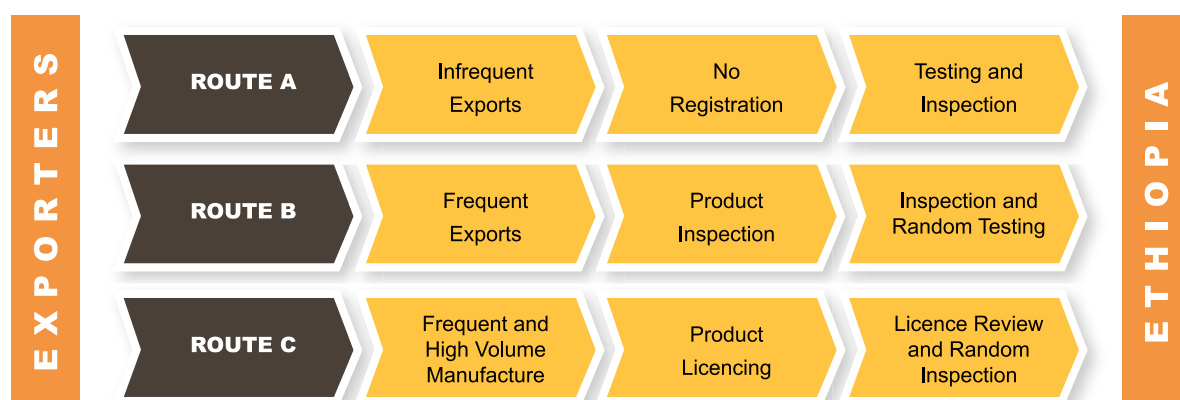 EXPORTERS
ROUTE A
Infrequent
Exports
No
Registration
Testing and
Inspection
ROUTE B
Frequent
Exports
Product
Inspection
Inspection and
Random Testing
ROUTE C
Frequent and
High Volume
Manufacture
Product
Licencing
Licence Review
and Random
Inspection
ETHIOPIA